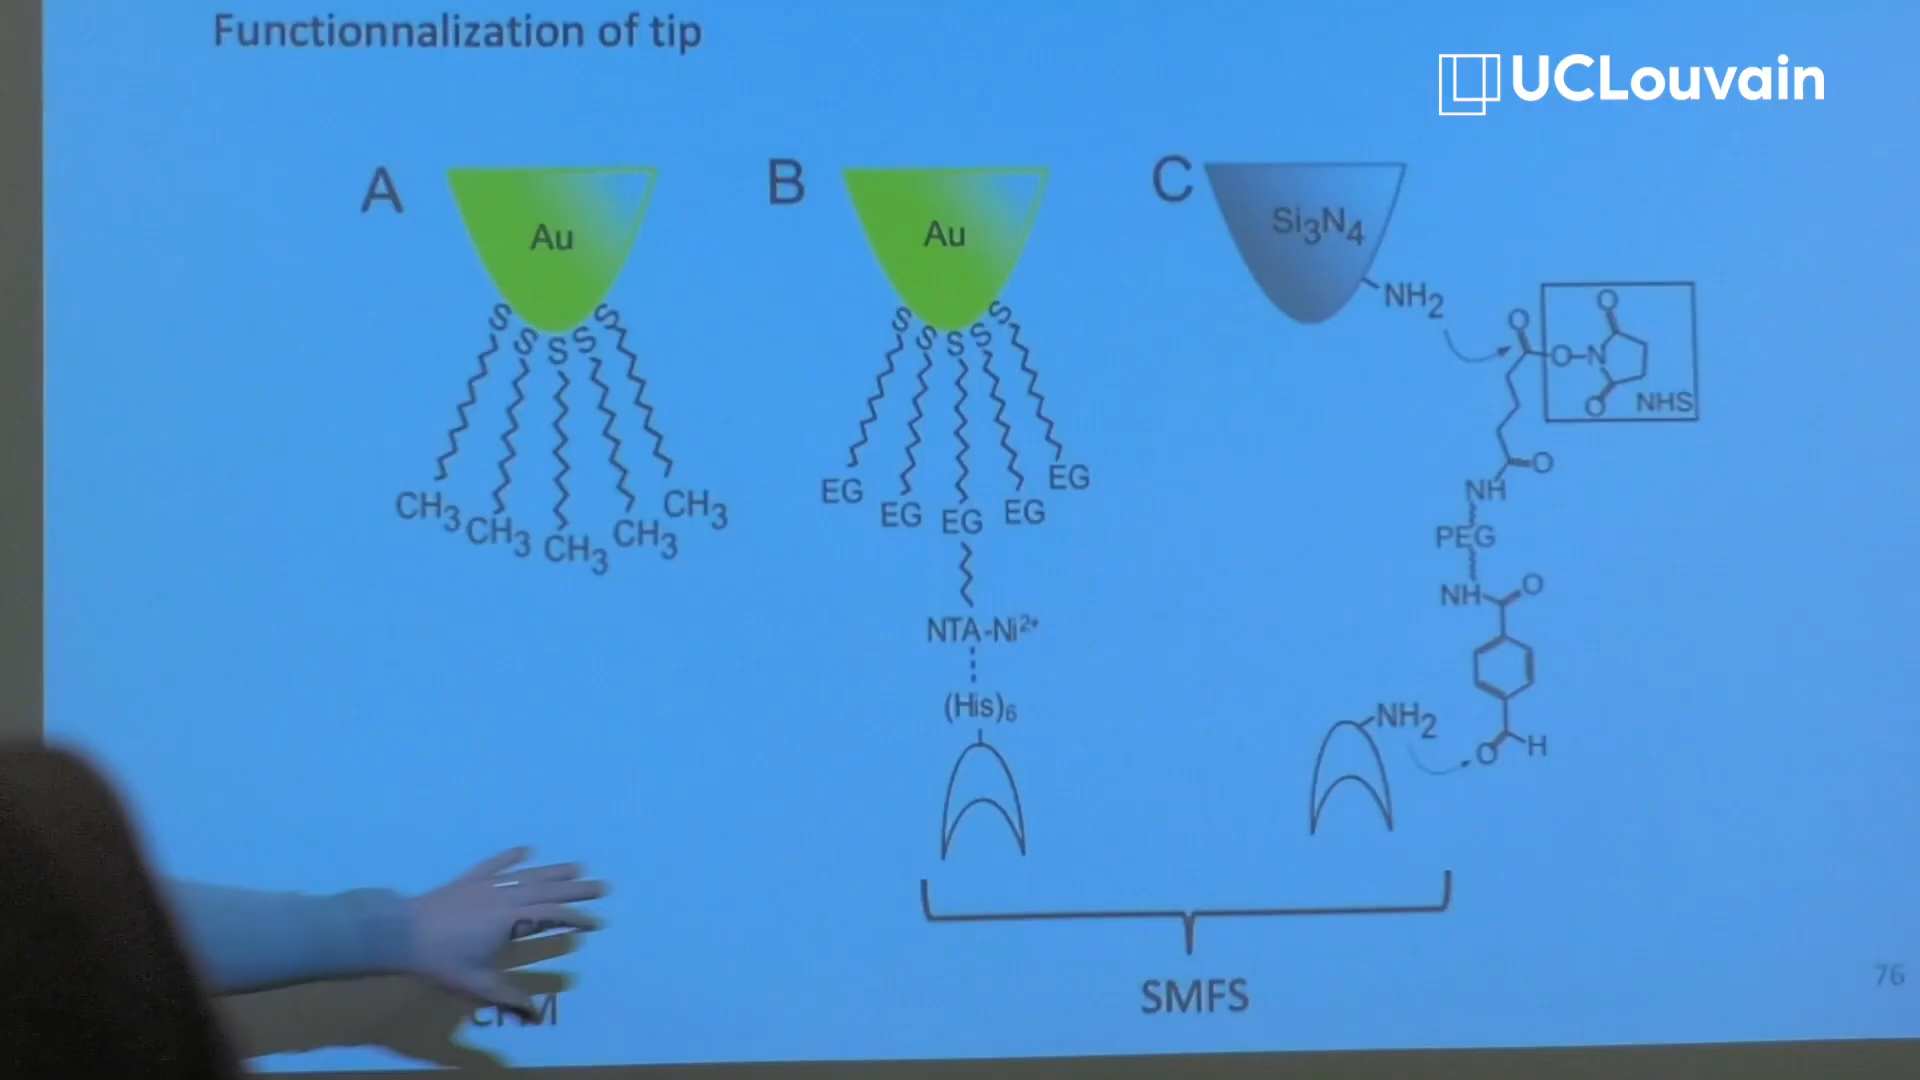 Functionnalization of tip
UCLouvain
A
Au
S S S S S
CH3 CH3 CH3 CH3 CH3
B
Au
S S S S S
EG EG EG EG EG
NTA-Ni2+
(His)6
C
Si3N4
NH2
O
O
O-N
O
NHS
O
NH
PEG
NH
O
NH2
O
H
SMFS
76